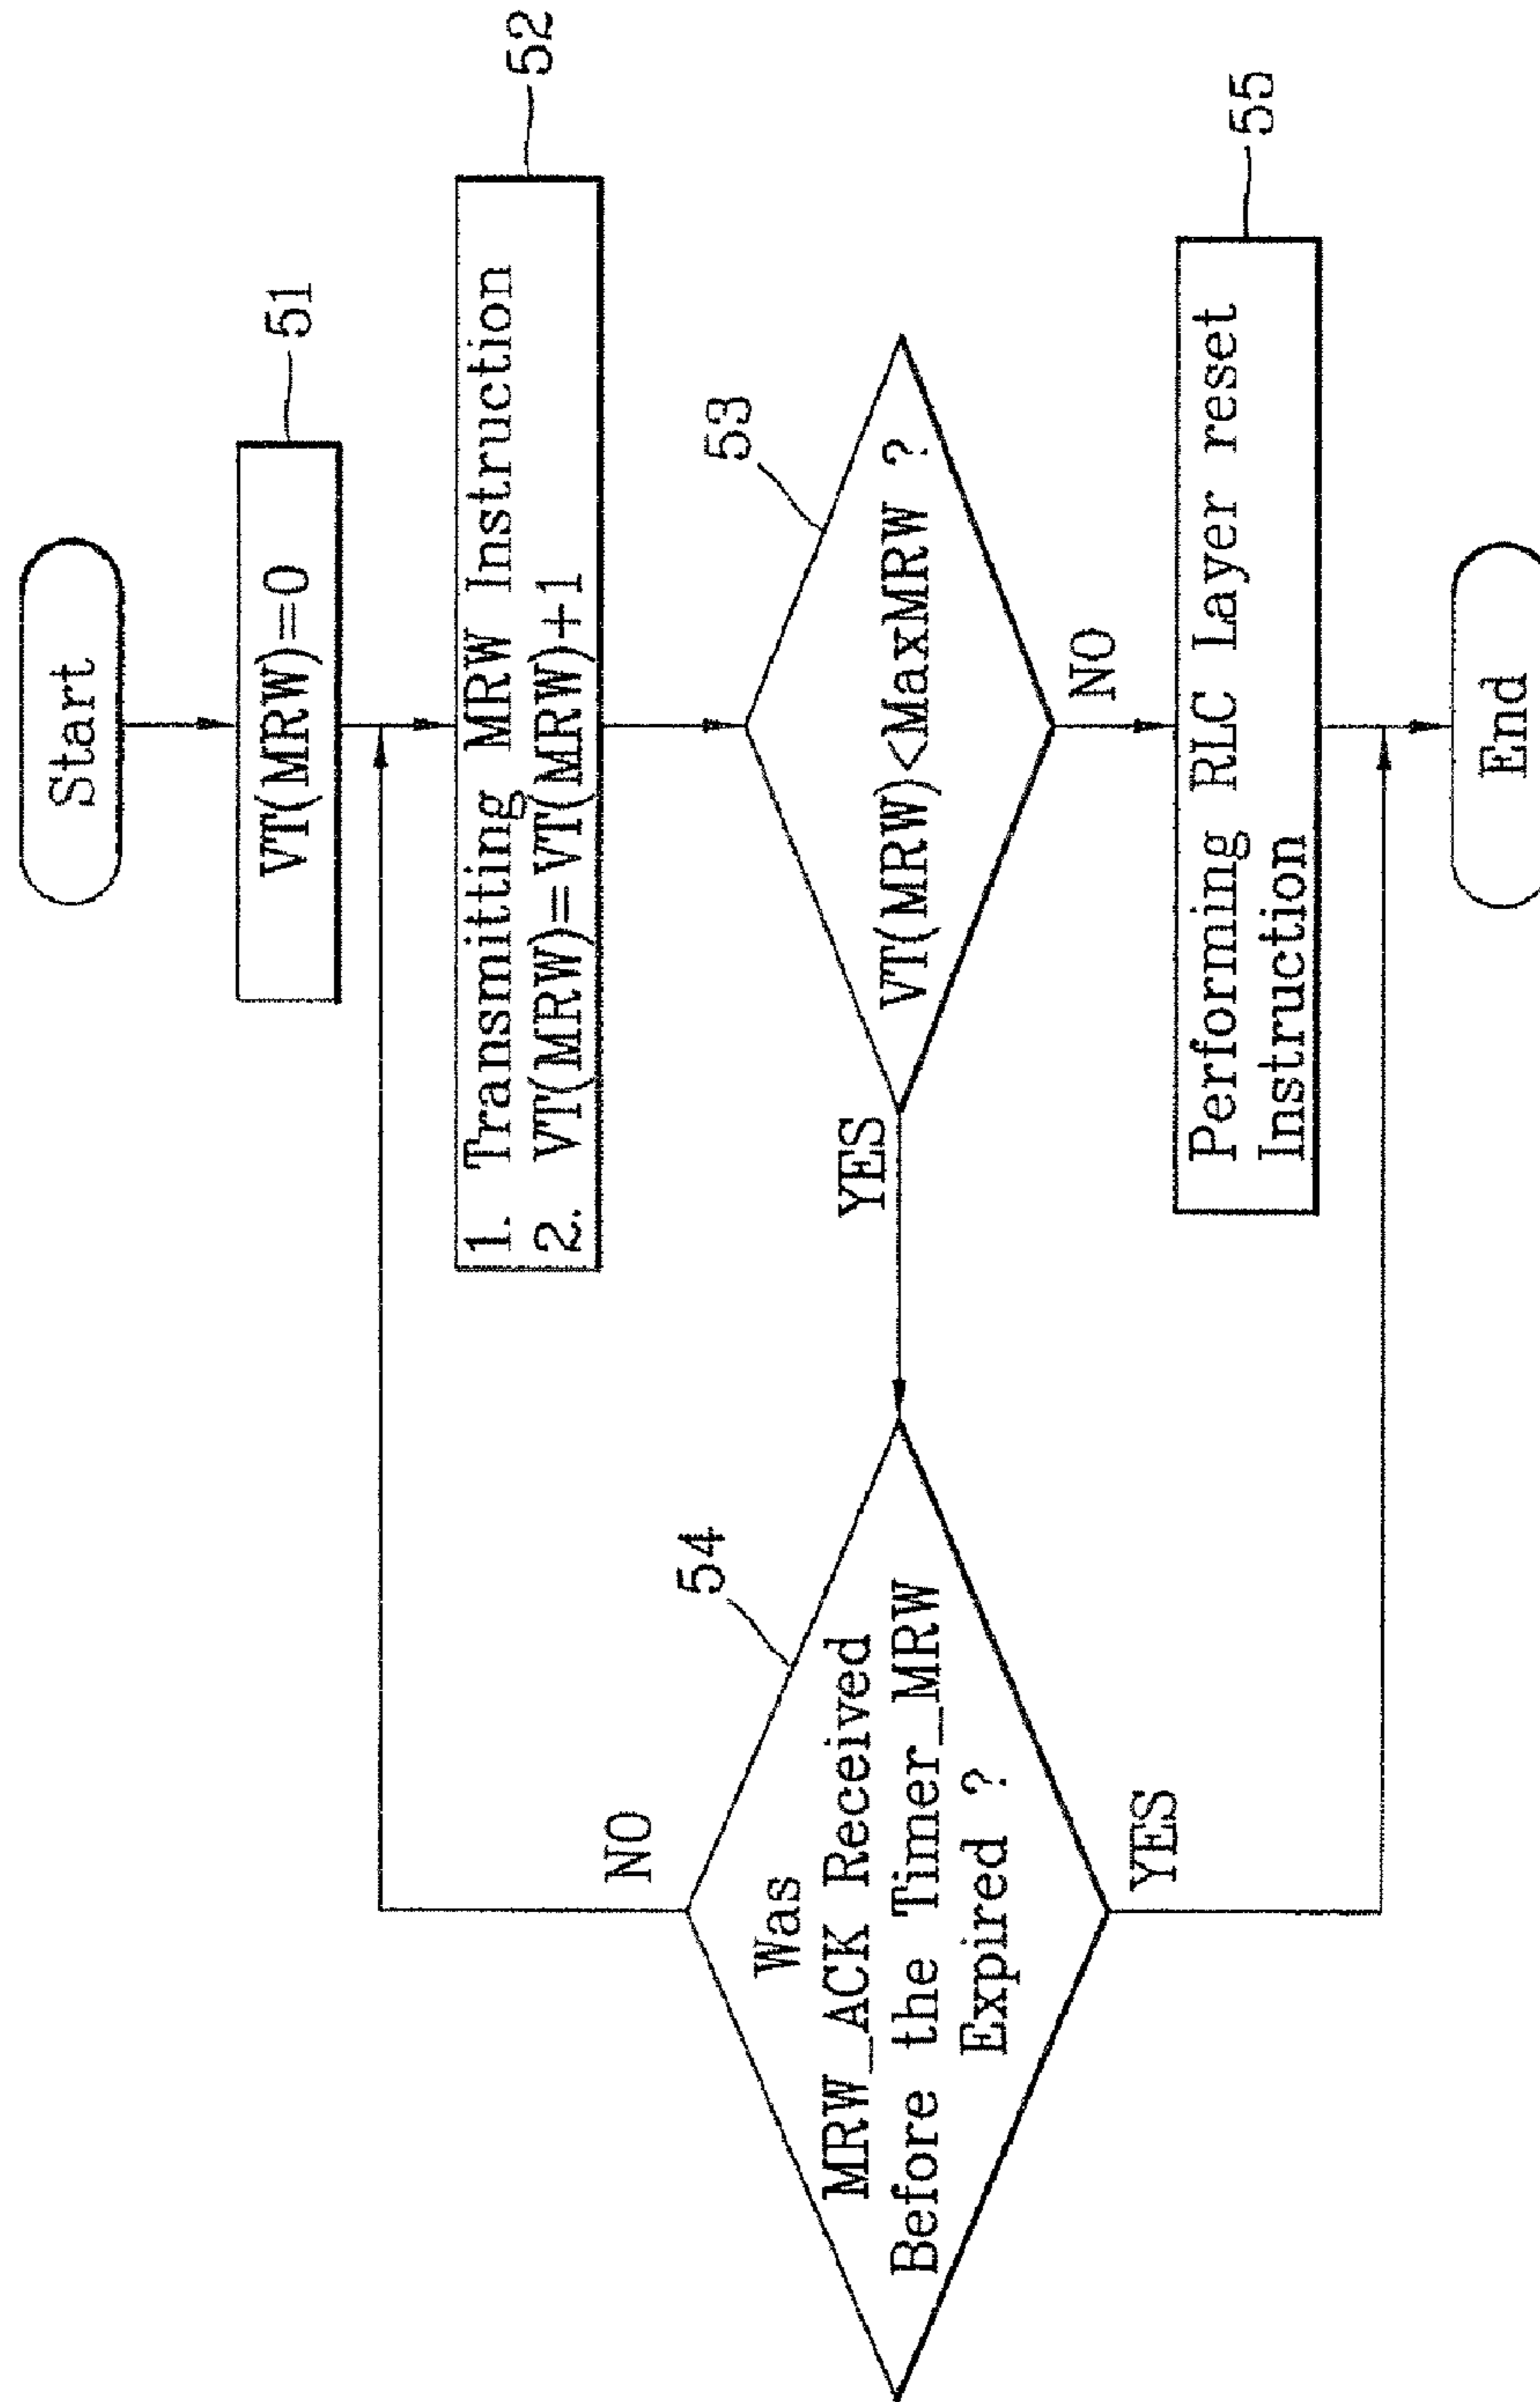 Start
VT(MRW)=0
51
1. Transmitting MRW Instruction
2. VT(MRW)=VT(MRW)+1
52
VT(MRW)<MaxMRW ?
53
YES
NO
Was
MRW_ACK Received
Before the Timer_MRW
Expired ?
54
NO
YES
Performing RLC Layer reset
Instruction
55
End